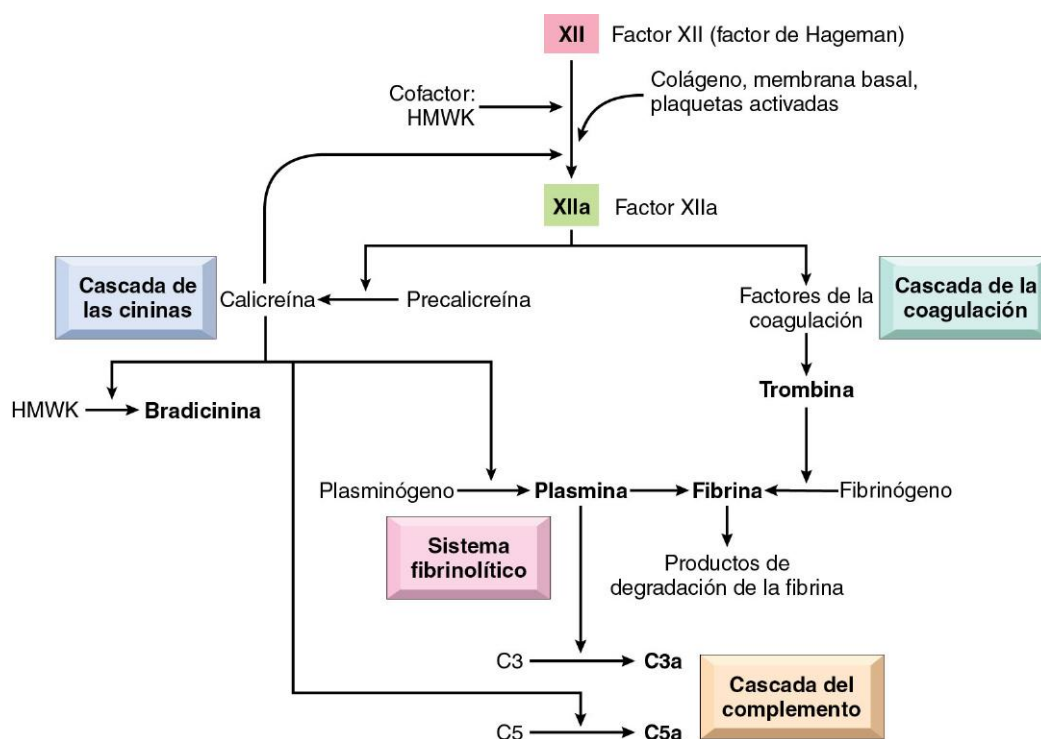 XII Factor XII (factor de Hageman)
Cofactor:
HMWK
Colágeno, membrana basal,
plaquetas activadas
XIIa Factor XIIa
Cascada de
las cininas
Calicreína
Precalicreína
Factores de la
coagulación
Cascada de la
coagulación
HMWK
Bradicinina
Trombina
Plasminógeno
Plasmina
Fibrina
Fibrinógeno
Sistema
fibrinolítico
Productos de
degradación de la fibrina
C3
C3a
Cascada del
complemento
C5
C5a